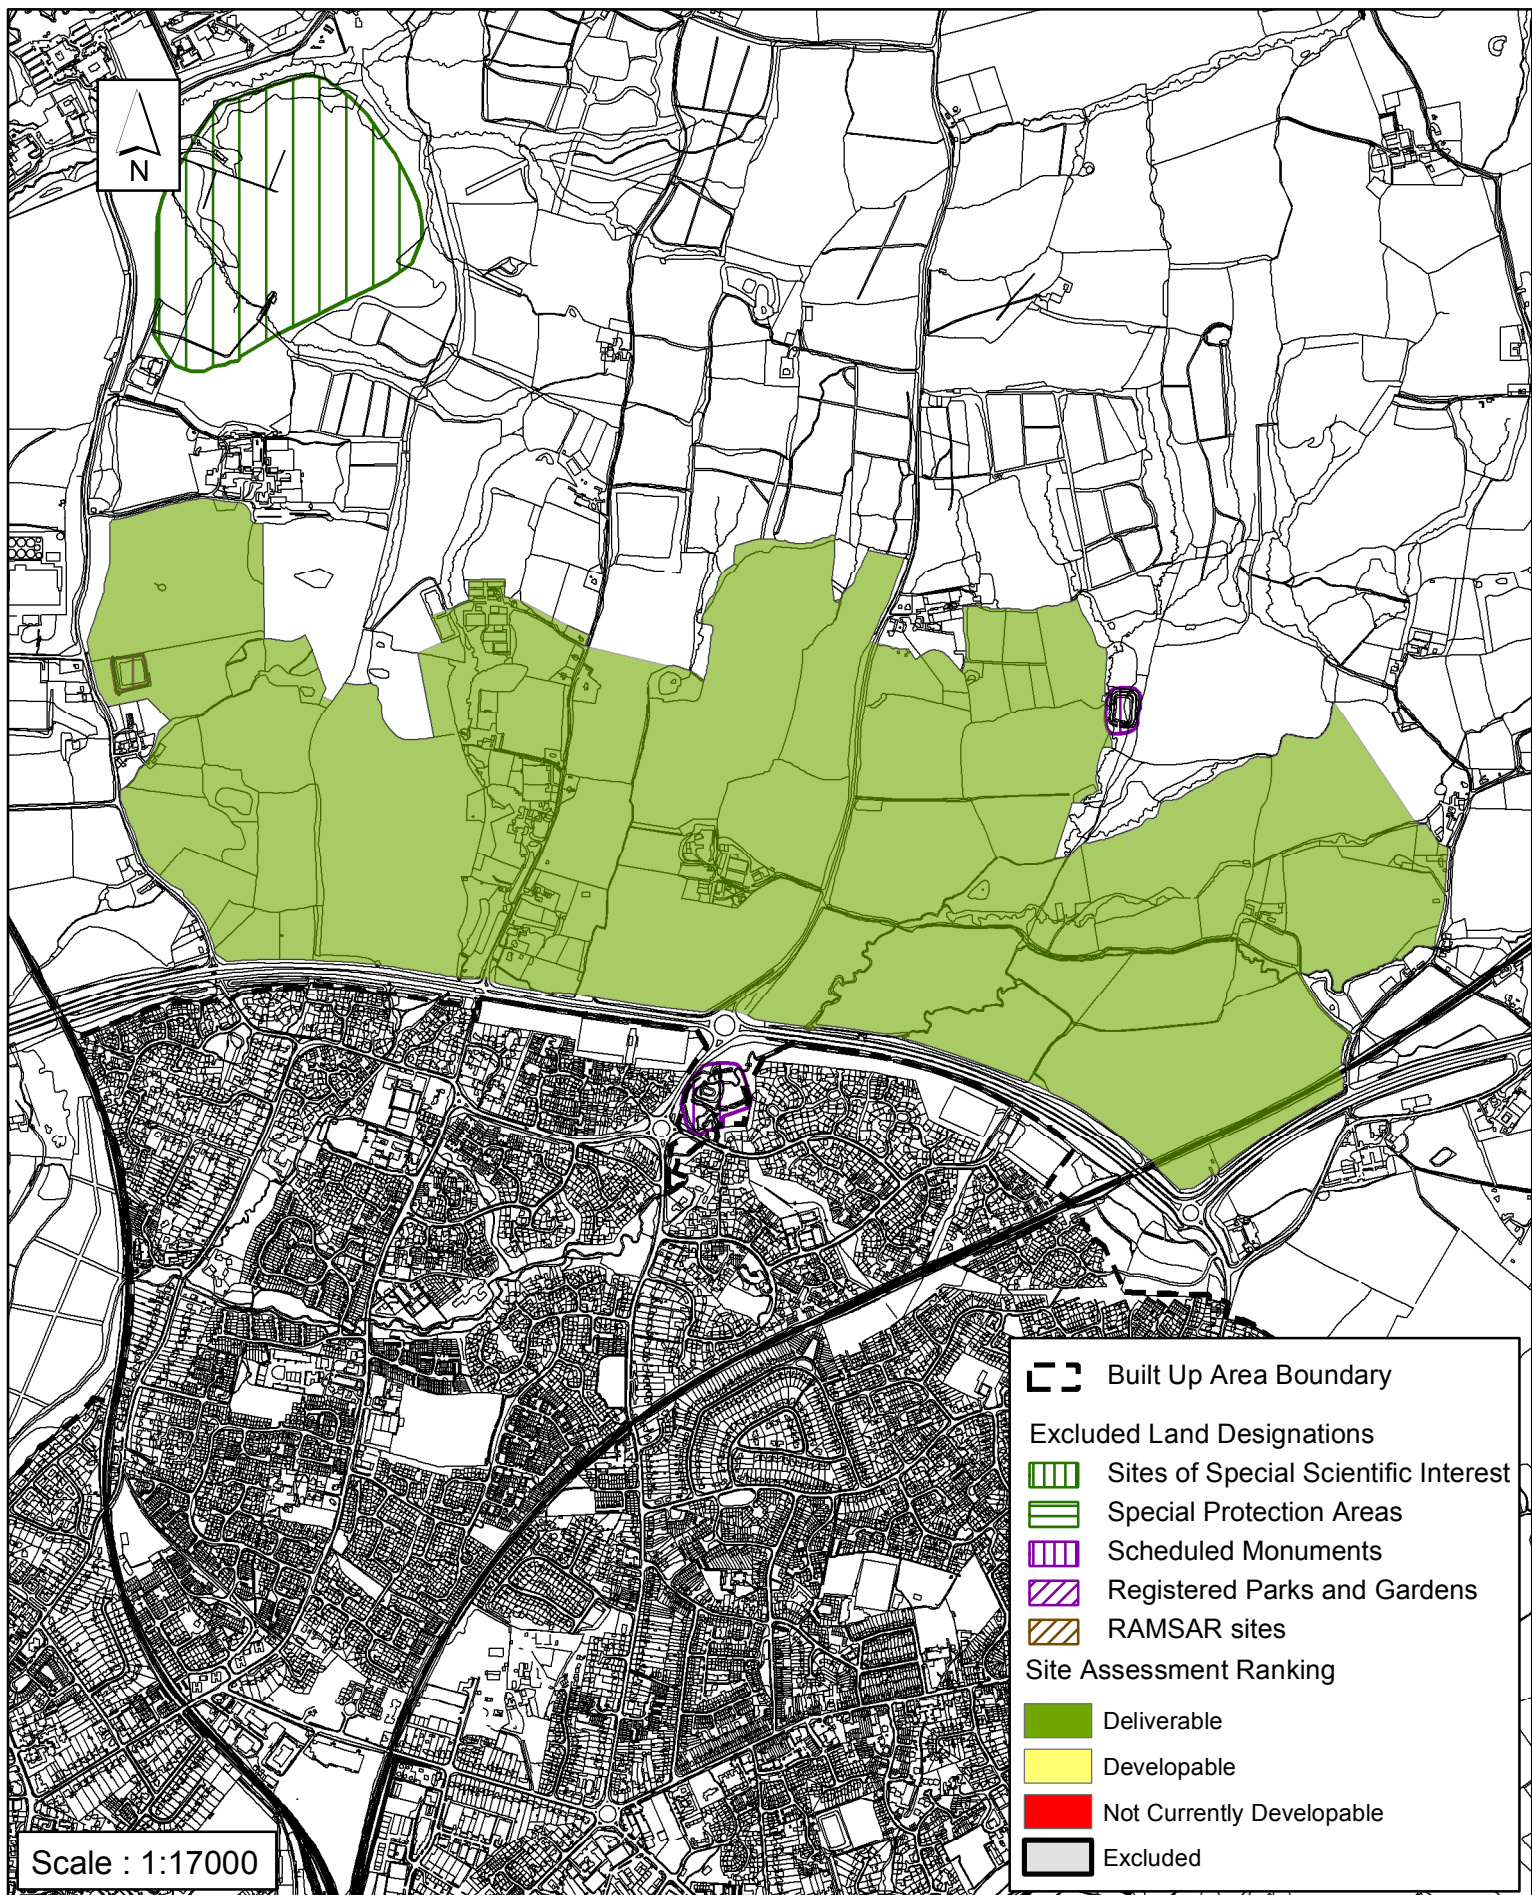 N
Built Up Area Boundary
Excluded Land Designations
Sites of Special Scientific Interest
Special Protection Areas
Scheduled Monuments
Registered Parks and Gardens
RAMSAR sites
Site Assessment Ranking
Deliverable
Developable
Not Currently Developable
Excluded
Scale : 1:17000